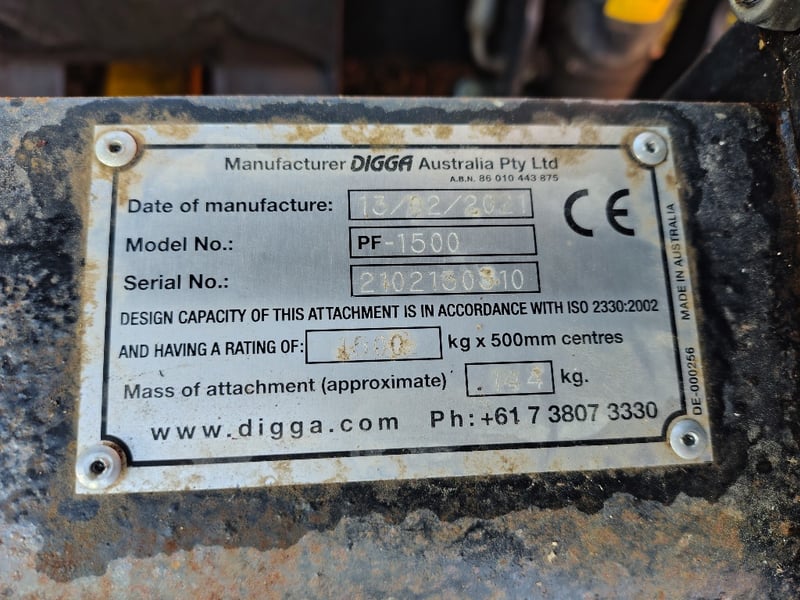 Manufacturer DIGGA Australia Pty Ltd
A.B.N. 86 010 443 875
Date of manufacture: 13/02/2021
CE
Model No.: PF-1500
Serial No.:
DESIGN CAPACITY OF THIS ATTACHMENT IS IN ACCORDANCE WITH ISO 2330:2002
AND HAVING A RATING OF: kg x 500mm centres
Mass of attachment (approximate) 144 kg.
www.digga.com Ph: +61 7 3807 3330
DE-000256 MADE IN AUSTRALIA